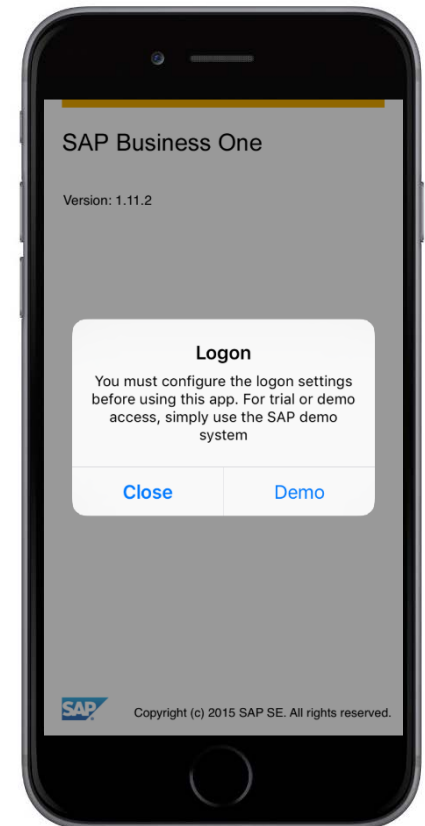 SAP Business One
Version: 1.11.2
Logon
You must configure the logon settings
before using this app. For trial or demo
access, simply use the SAP demo
system
Close
Demo
SAP
Copyright (c) 2015 SAP SE. All rights reserved.